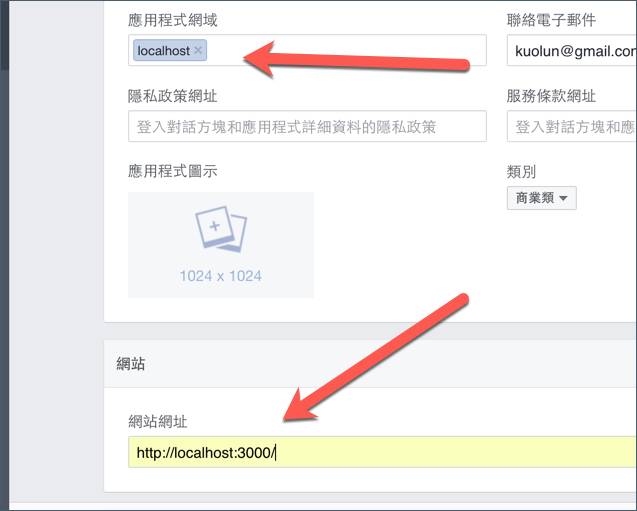 應用程式網域
聯絡電子郵件
localhost ×
kuolun@gmail.com
隱私政策網址
服務條款網址
登入對話方塊和應用程式詳細資料的隱私政策
登入對話方塊和應
應用程式圖示
類別
商業類
1024 x 1024
網站
網站網址
http://localhost:3000/